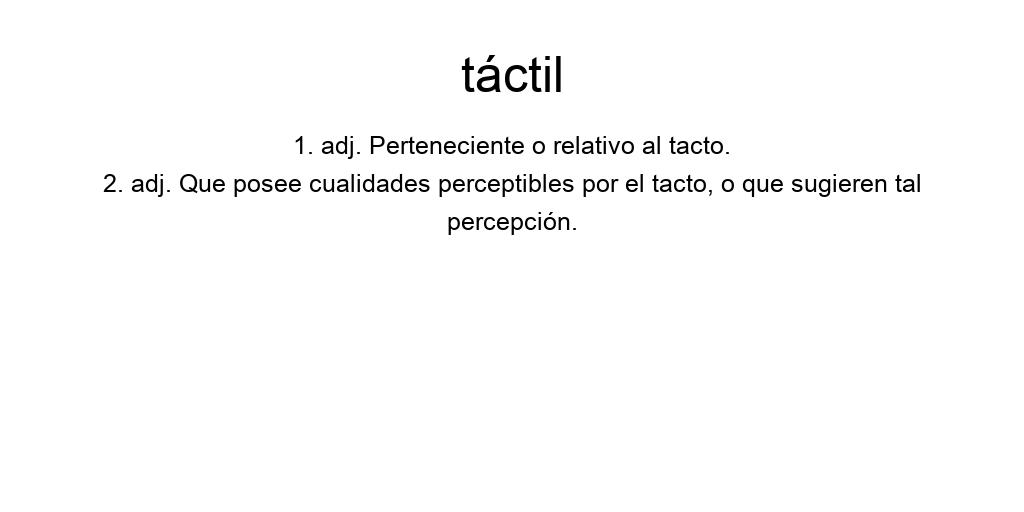 táctil
1. adj. Perteneciente o relativo al tacto.
2. adj. Que posee cualidades perceptibles por el tacto, o que sugieren tal
percepción.